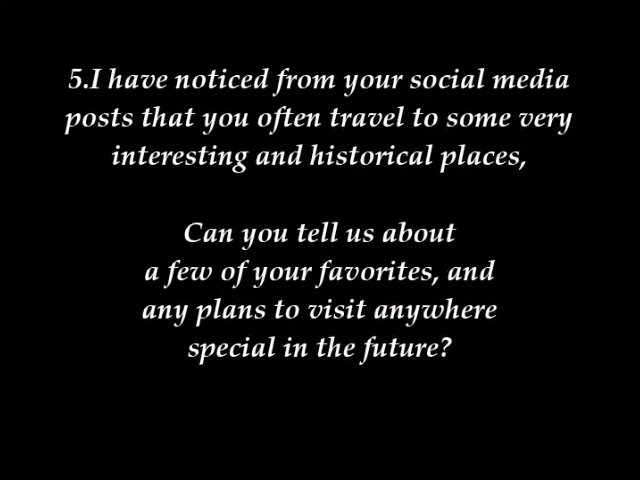 5.I have noticed from your social media
posts that you often travel to some very
interesting and historical places,
Can you tell us about
a few of your favorites, and
any plans to visit anywhere
special in the future?